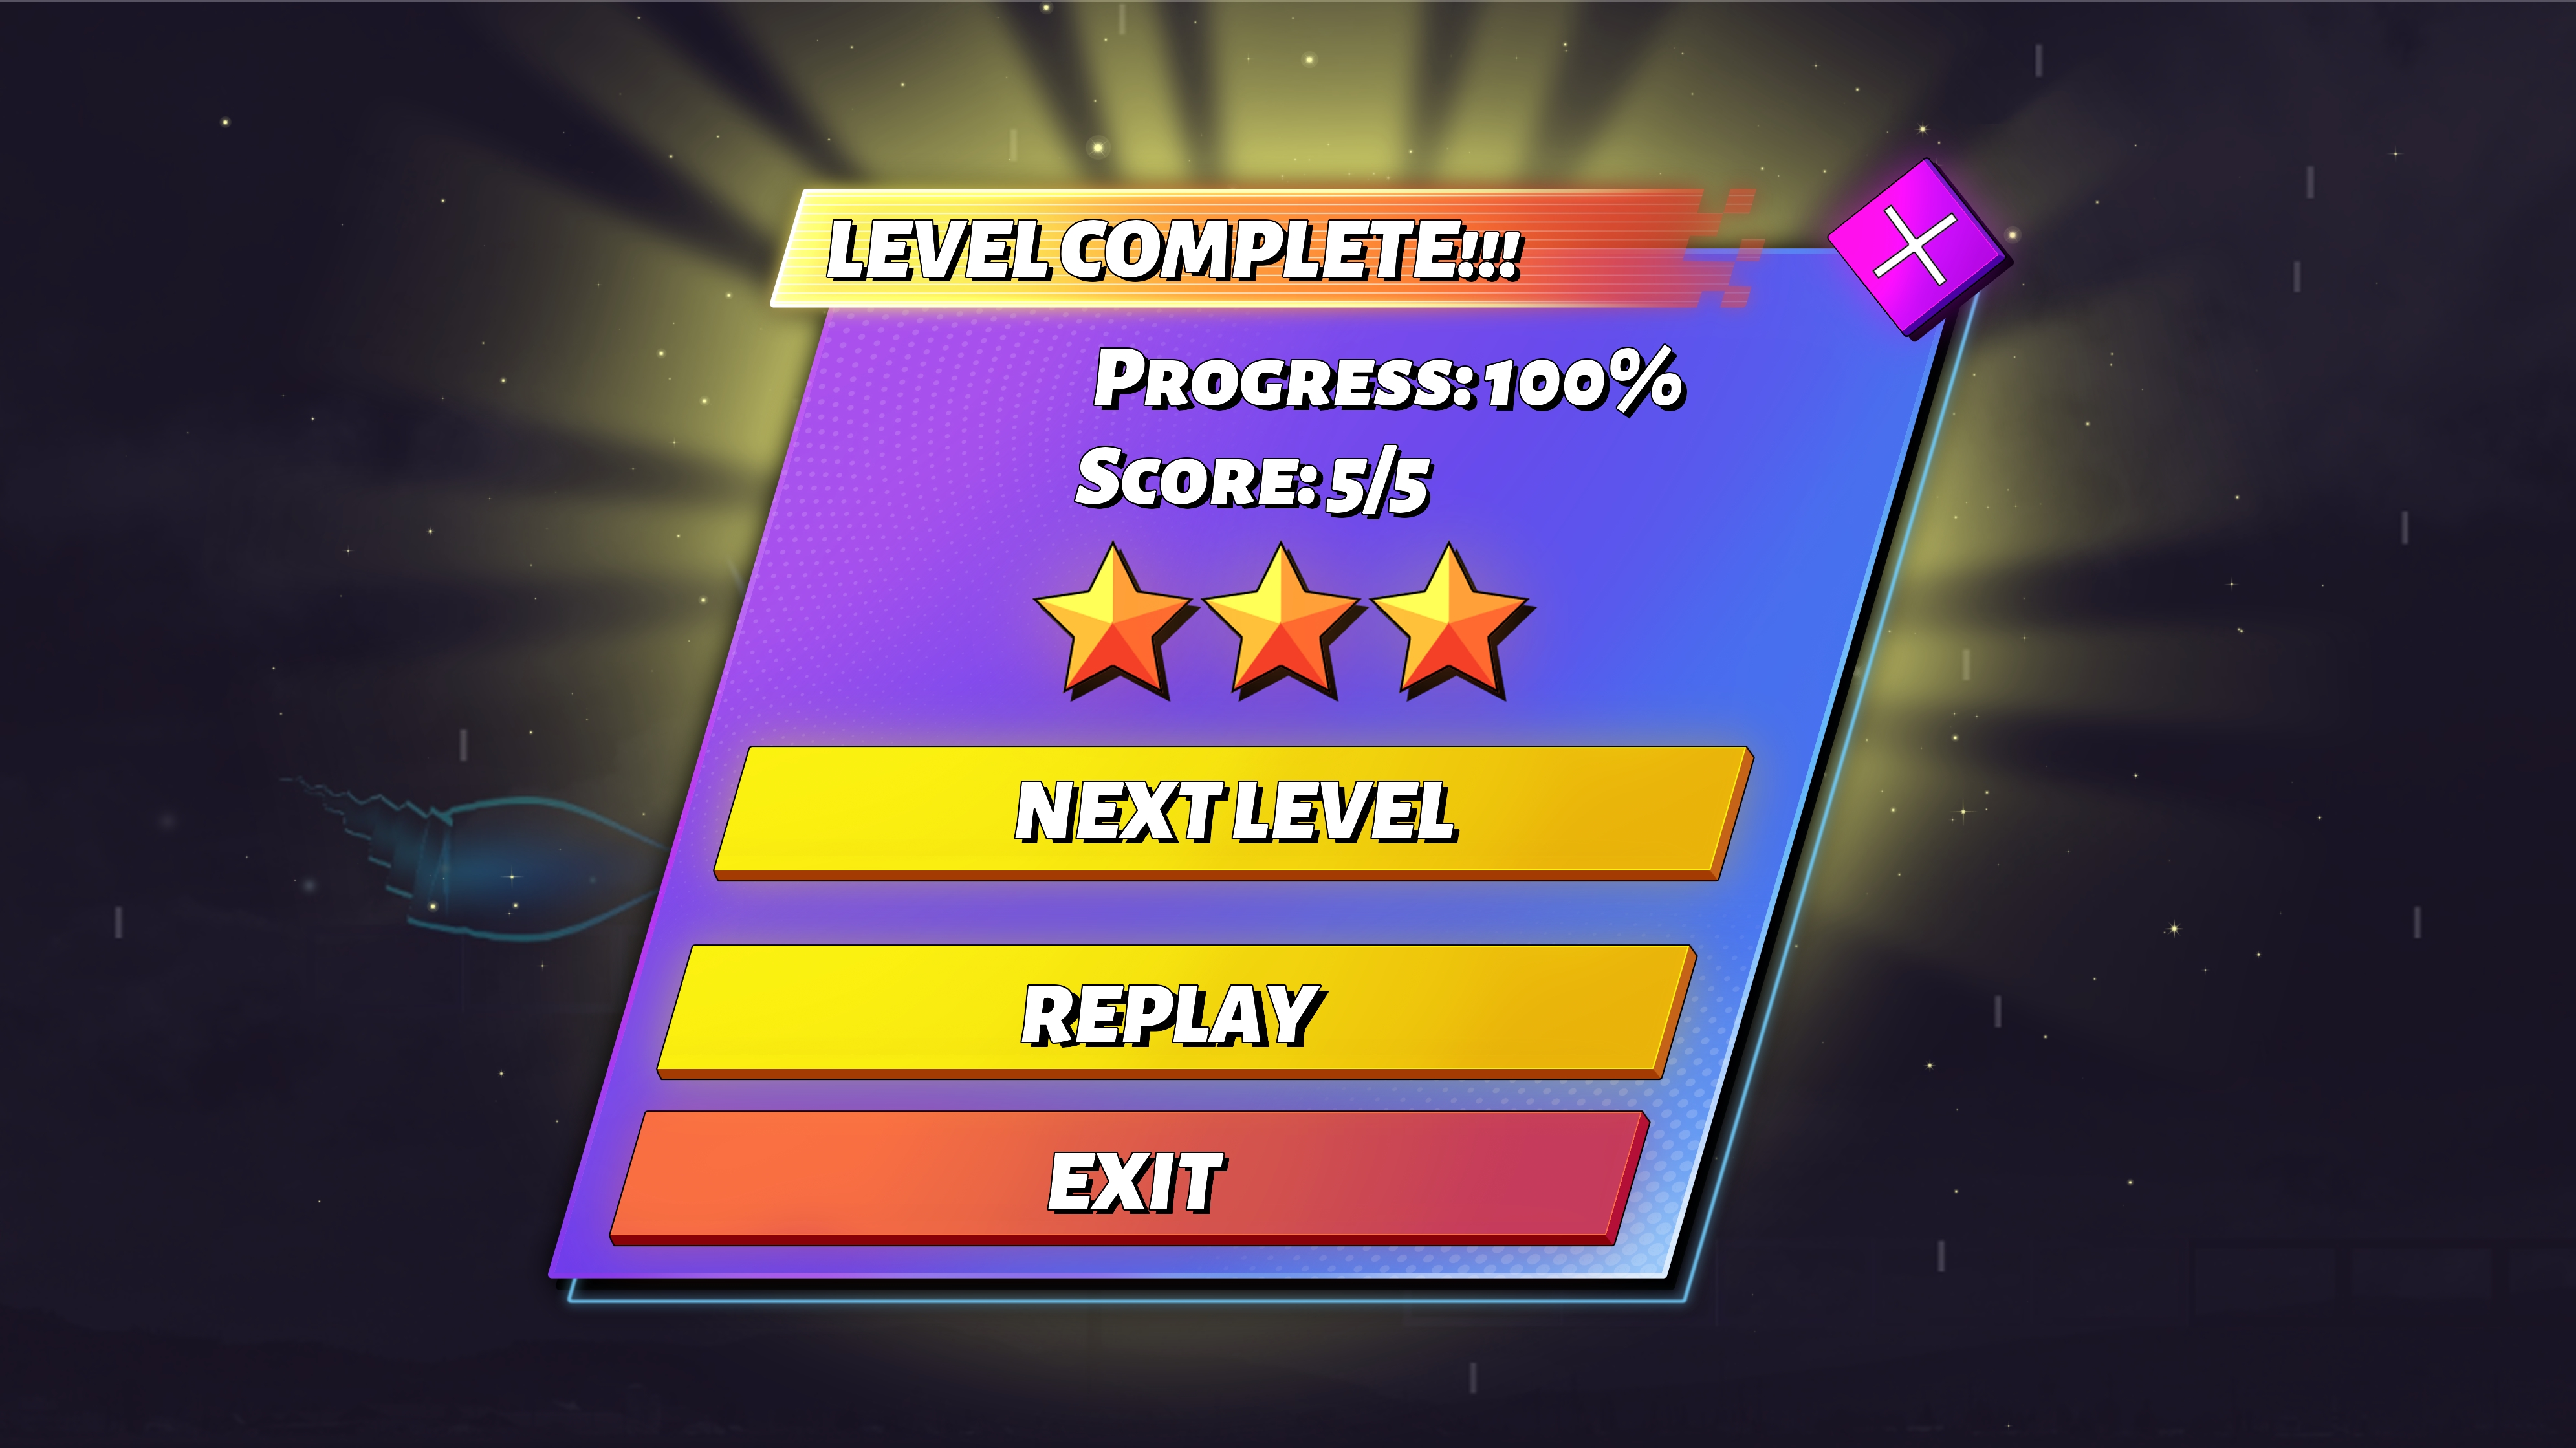 LEVEL COMPLETE!!!
PROGRESS: 100%
SCORE: 5/5
NEXT LEVEL
REPLAY
EXIT